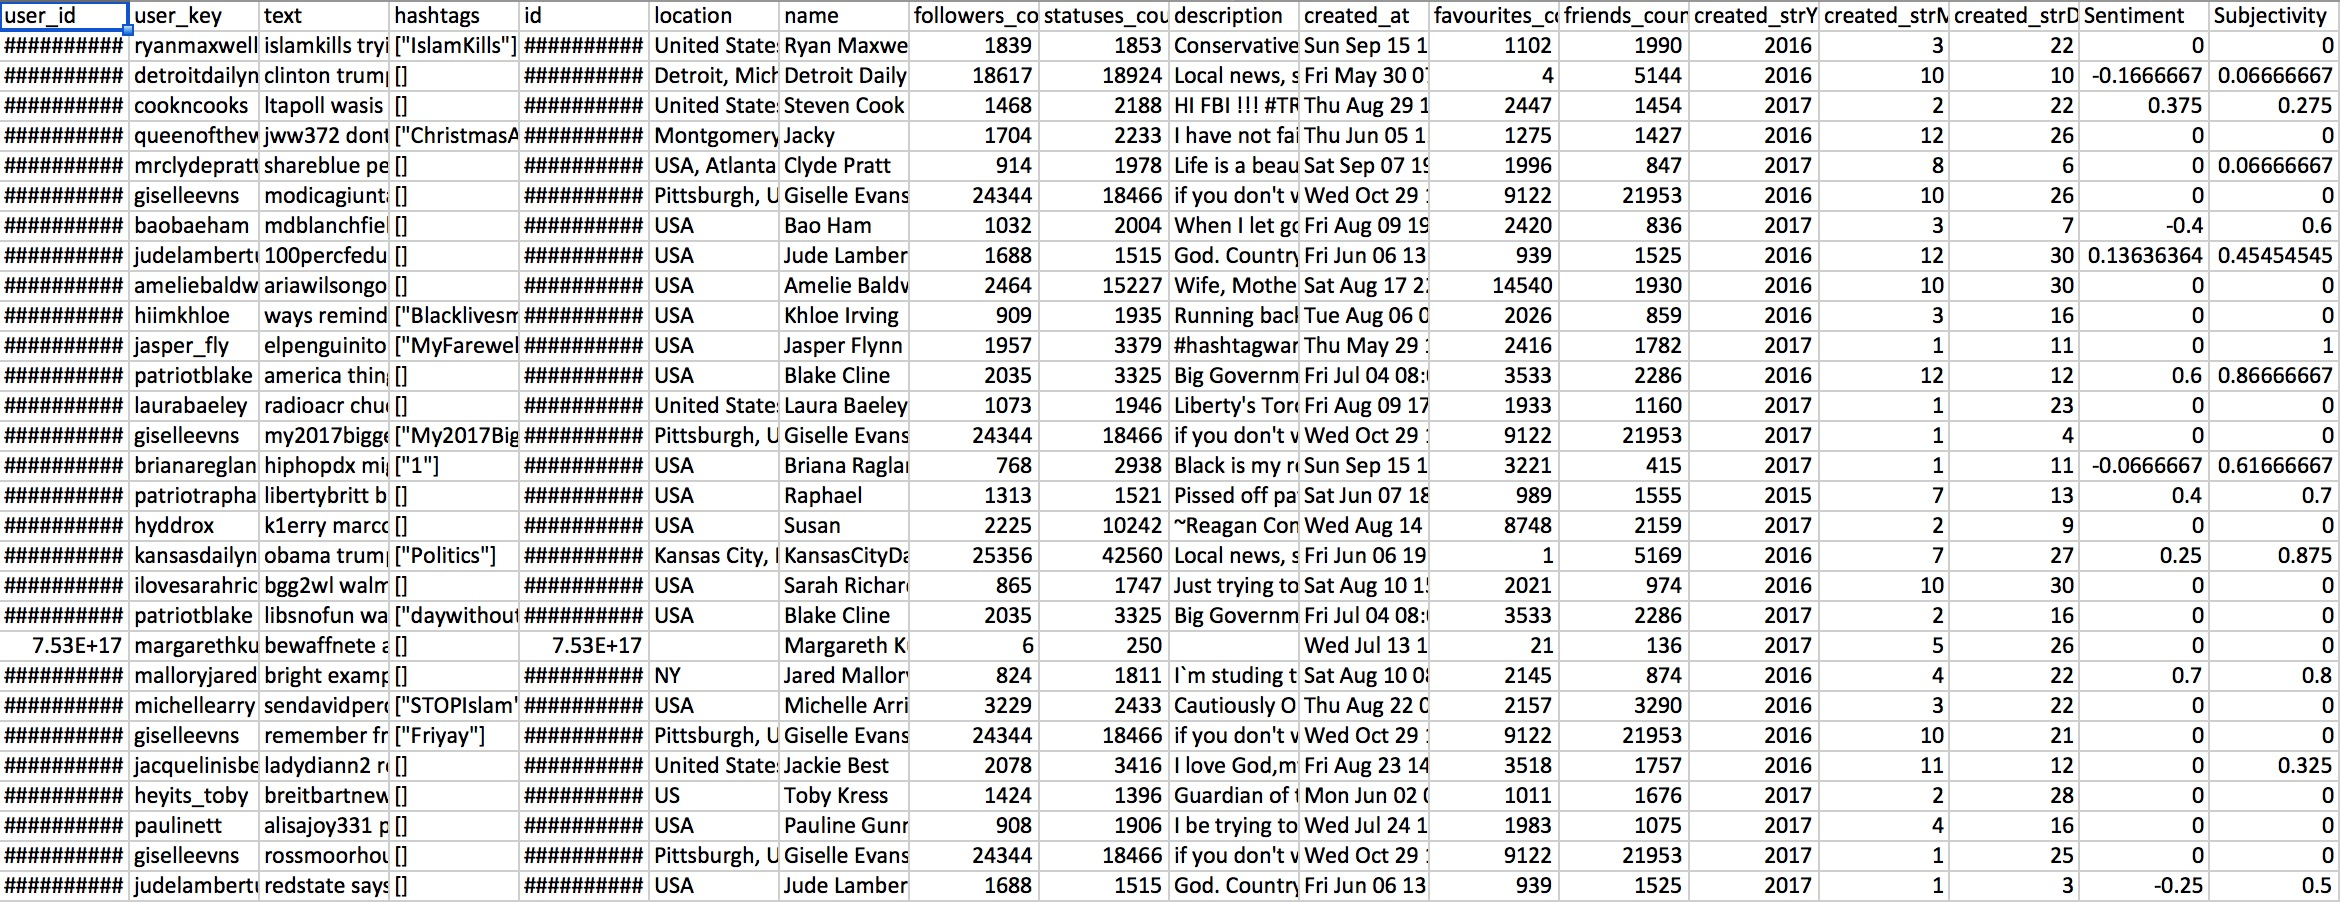 user_id user_key text hashtags id location name followers_co statuses_cou description created_at favourites_c friends_coun created_strY created_strM created_strD Sentiment Subjectivity
########## ryanmaxwell islamkills tryi ["IslamKills"] ########## United State Ryan Maxwe 1839 1853 Conservative Sun Sep 15 1 1102 1990 2016 3 22 0 0
########## detroitdailyn clinton trum [] ########## Detroit, Mich Detroit Daily 18617 18924 Local news, s Fri May 30 0 4 5144 2016 10 10 -0.1666667 0.06666667
########## cookncooks ltapoll wasis [] ########## United State Steven Cook 1468 2188 HI FBI !!! #TR Thu Aug 29 1 2447 1454 2017 2 22 0.375 0.275
########## queenofthew jww372 dont ["ChristmasA ########## Montgomery Jacky 1704 2233 I have not fai Thu Jun 05 1 1275 1427 2016 12 26 0 0
########## mrclydepratt shareblue pe [] ########## USA, Atlanta Clyde Pratt 914 1978 Life is a beau Sat Sep 07 19 1996 847 2017 8 6 0 0.06666667
########## giselleevns modicagiunt [] ########## Pittsburgh, U Giselle Evans 24344 18466 if you don't v Wed Oct 29 9122 21953 2016 10 26 0 0
########## baobaeham mdblanchfie [] ########## USA Bao Ham 1032 2004 When I let go Fri Aug 09 19 2420 836 2017 3 7 -0.4 0.6
########## judelambertu 100percfedu [] ########## USA Jude Lamber 1688 1515 God. Country Fri Jun 06 13 939 1525 2016 12 30 0.13636364 0.45454545
########## ameliebaldw ariawilsongo [] ########## USA Amelie Baldv 2464 15227 Wife, Mothe Sat Aug 17 2 14540 1930 2016 10 30 0 0
########## hiimkhloe ways remind ["Blacklivesm ########## USA Khloe Irving 909 1935 Running back Tue Aug 06 0 2026 859 2016 3 16 0 0
########## jasper_fly elpenguinito ["MyFarewel ########## USA Jasper Flynn 1957 3379 #hashtagwar Thu May 29 2416 1782 2017 1 11 0 1
########## patriotblake america thing [] ########## USA Blake Cline 2035 3325 Big Governm Fri Jul 04 08: 3533 2286 2016 12 12 0.6 0.86666667
########## laurabaeley radioacr chu [] ########## United State Laura Baeley 1073 1946 Liberty's Tor Fri Aug 09 17 1933 1160 2017 1 23 0 0
########## giselleevns my2017bigge ["My2017Big ########## Pittsburgh, U Giselle Evans 24344 18466 if you don't v Wed Oct 29 9122 21953 2017 1 4 0 0
########## brianareglan hiphopdx mi ["1"] ########## USA Briana Ragla 768 2938 Black is my r Sun Sep 15 1 3221 415 2017 1 11 -0.0666667 0.61666667
########## patriotrapha libertybritt b [] ########## USA Raphael 1313 1521 Pissed off pa Sat Jun 07 18 989 1555 2015 7 13 0.4 0.7
########## hyddrox k1erry marco [] ########## USA Susan 2225 10242 ~Reagan Con Wed Aug 14 8748 2159 2017 2 9 0 0
########## kansasdailyn obama trum ["Politics"] ########## Kansas City, KansasCityDa 25356 42560 Local news, s Fri Jun 06 19 1 5169 2016 7 27 0.25 0.875
########## ilovesarahric bgg2wl walm [] ########## USA Sarah Richar 865 1747 Just trying to Sat Aug 10 1 2021 974 2016 10 30 0 0
########## patriotblake libsnofun wa ["daywithout ########## USA Blake Cline 2035 3325 Big Governm Fri Jul 04 08: 3533 2286 2017 2 16 0 0
7.53E+17 margarethku bewaffnete a [] 7.53E+17 Margareth K 6 250 Wed Jul 13 1 21 136 2017 5 26 0 0
########## malloryjared bright examp [] ########## NY Jared Mallor 824 1811 I`m studing t Sat Aug 10 0 2145 874 2016 4 22 0.7 0.8
########## michellearry sendavidper ["STOPIslam" ########## USA Michelle Arri 3229 2433 Cautiously O Thu Aug 22 0 2157 3290 2016 3 22 0 0
########## giselleevns remember fr ["Friyay"] ########## Pittsburgh, U Giselle Evans 24344 18466 if you don't v Wed Oct 29 9122 21953 2016 10 21 0 0
########## jacquelinisbe ladydiann2 r [] ########## United State Jackie Best 2078 3416 I love God,m Fri Aug 23 14 3518 1757 2016 11 12 0 0.325
########## heyits_toby breitbartnew [] ########## US Toby Kress 1424 1396 Guardian of t Mon Jun 02 0 1011 1676 2017 2 28 0 0
########## paulinett alisajoy331 p [] ########## USA Pauline Gunr 908 1906 I be trying to Wed Jul 24 1 1983 1075 2017 4 16 0 0
########## giselleevns rossmoorhou [] ########## Pittsburgh, U Giselle Evans 24344 18466 if you don't v Wed Oct 29 9122 21953 2017 1 25 0 0
########## judelambertu redstate says [] ########## USA Jude Lamber 1688 1515 God. Country Fri Jun 06 13 939 1525 2017 1 3 -0.25 0.5